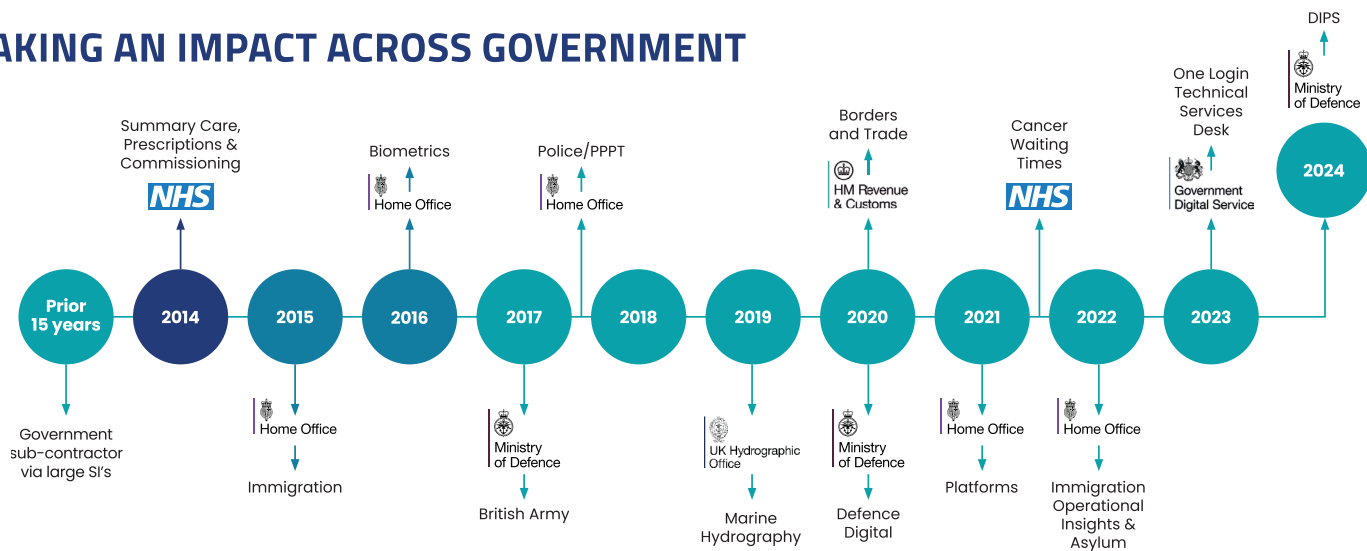 AKING AN IMPACT ACROSS GOVERNMENT
Summary Care,
Prescriptions &
Commissioning
NHS
Biometrics
Home Office
Police/PPPT
Home Office
Borders
and Trade
HM Revenue
& Customs
Cancer
Waiting
Times
NHS
One Login
Technical
Services
Desk
Government
Digital Service
DIPS
Ministry
of Defence
2024
Prior
15 years
2014
2015
2016
2017
2018
2019
2020
2021
2022
2023
Government
sub-contractor
via large SI's
Home Office
Immigration
Ministry
of Defence
British Army
UK Hydrographic
Office
Marine
Hydrography
Ministry
of Defence
Defence
Digital
Home Office
Platforms
Home Office
Immigration
Operational
Insights &
Asylum